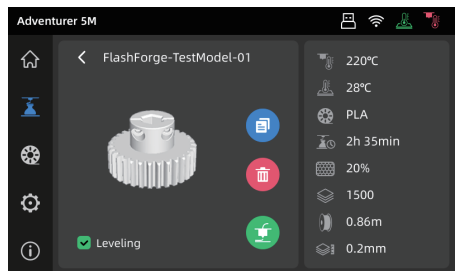 Adventurer 5M
FlashForge-TestModel-01
Leveling
220℃
28℃
PLA
2h 35min
20%
1500
0.86m
0.2mm